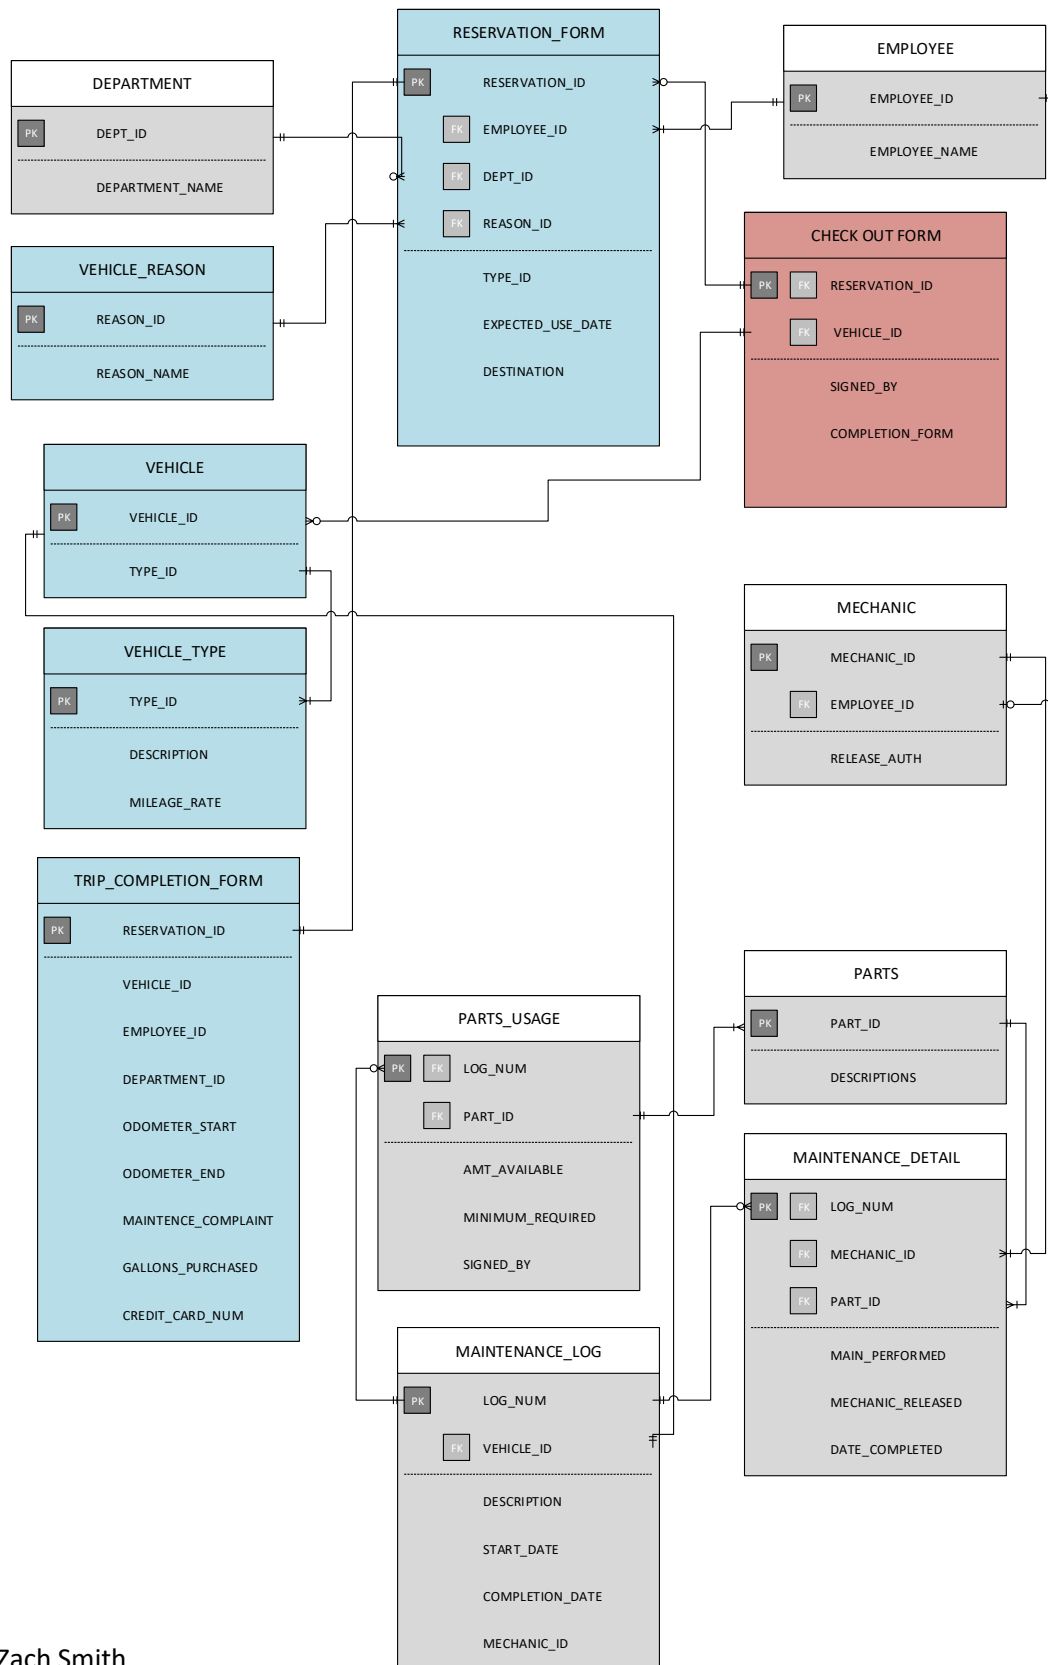 RESERVATION_FORM
PK RESERVATION_ID
FK EMPLOYEE_ID
FK DEPT_ID
FK REASON_ID
TYPE_ID
EXPECTED_USE_DATE
DESTINATION
EMPLOYEE
PK EMPLOYEE_ID
EMPLOYEE_NAME
DEPARTMENT
PK DEPT_ID
DEPARTMENT_NAME
CHECK OUT FORM
PK FK RESERVATION_ID
FK VEHICLE_ID
SIGNED_BY
COMPLETION_FORM
VEHICLE_REASON
PK REASON_ID
REASON_NAME
VEHICLE
PK VEHICLE_ID
TYPE_ID
MECHANIC
PK MECHANIC_ID
FK EMPLOYEE_ID
RELEASE_AUTH
VEHICLE_TYPE
PK TYPE_ID
DESCRIPTION
MILEAGE_RATE
TRIP_COMPLETION_FORM
PK RESERVATION_ID
VEHICLE_ID
EMPLOYEE_ID
DEPARTMENT_ID
ODOMETER_START
ODOMETER_END
MAINTENCE_COMPLAINT
GALLONS_PURCHASED
CREDIT_CARD_NUM
PARTS
PK PART_ID
DESCRIPTIONS
PARTS_USAGE
PK FK LOG_NUM
FK PART_ID
AMT_AVAILABLE
MINIMUM_REQUIRED
SIGNED_BY
MAINTENANCE_DETAIL
PK FK LOG_NUM
FK MECHANIC_ID
FK PART_ID
MAIN_PERFORMED
MECHANIC_RELEASED
DATE_COMPLETED
MAINTENANCE_LOG
PK LOG_NUM
FK VEHICLE_ID
DESCRIPTION
START_DATE
COMPLETION_DATE
MECHANIC_ID
Zach Smith